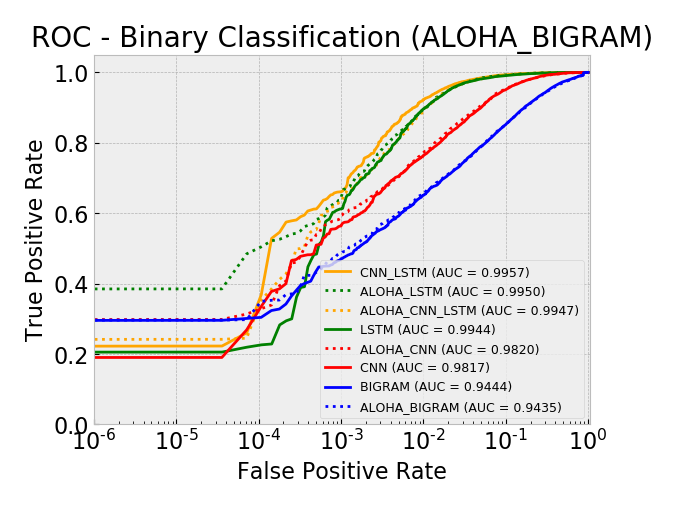 ROC - Binary Classification (ALOHA_BIGRAM)
True Positive Rate
1.0
0.8
0.6
0.4
0.2
0.0
CNN_LSTM (AUC = 0.9957)
ALOHA_LSTM (AUC = 0.9950)
ALOHA_CNN_LSTM (AUC = 0.9947)
LSTM (AUC = 0.9944)
ALOHA_CNN (AUC = 0.9820)
CNN (AUC = 0.9817)
BIGRAM (AUC = 0.9444)
ALOHA_BIGRAM (AUC = 0.9435)
10⁻⁶ 10⁻⁵ 10⁻⁴ 10⁻³ 10⁻² 10⁻¹ 10⁰
False Positive Rate